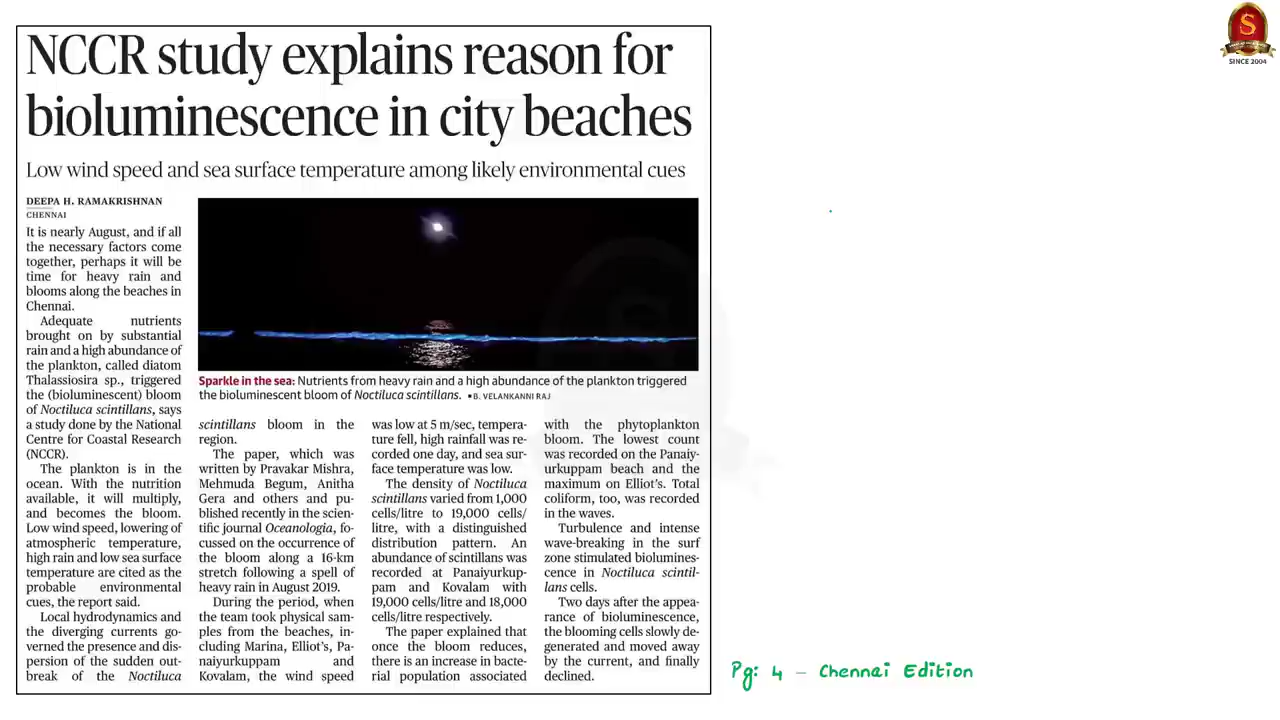 NCCR study explains reason for
bioluminescence in city beaches
Low wind speed and sea surface temperature among likely environmental cues
DEEPA H. RAMAKRISHNAN
CHENNAI
It is nearly August, and if all
the necessary factors come
together, perhaps it will be
time for heavy rain and
blooms along the beaches in
Chennai.
Adequate nutrients
brought on by substantial
rain and a high abundance of
the plankton, called diatom
Thalassiosira sp., triggered
the (bioluminescent) bloom
of Noctiluca scintillans, says
a study done by the National
Centre for Coastal Research
(NCCR).
The plankton is in the
ocean. With the nutrition
available, it will multiply,
and becomes the bloom.
Low wind speed, lowering of
atmospheric temperature,
high rain and low sea surface
temperature are cited as the
probable environmental
cues, the report said.
Local hydrodynamics and
the diverging currents go-
verned the presence and dis-
persion of the sudden out-
break of the Noctiluca
Sparkle in the sea: Nutrients from heavy rain and a high abundance of the plankton triggered
the bioluminescent bloom of Noctiluca scintillans. ▪B. VELANKANNI RAJ
scintillans bloom in the
region.
The paper, which was
written by Pravakar Mishra,
Mehmuda Begum, Anitha
Gera and others and pu-
blished recently in the scien-
tific journal Oceanologia, fo-
cussed on the occurrence of
the bloom along a 16-km
stretch following a spell of
heavy rain in August 2019.
During the period, when
the team took physical sam-
ples from the beaches, in-
cluding Marina, Elliot's, Pa-
naiyurkuppam and
Kovalam, the wind speed
was low at 5 m/sec, tempera-
ture fell, high rainfall was re-
corded one day, and sea sur-
face temperature was low.
The density of Noctiluca
scintillans varied from 1,000
cells/litre to 19,000 cells/
litre, with a distinguished
distribution pattern. An
abundance of scintillans was
recorded at Panaiyurkup-
pam and Kovalam with
19,000 cells/litre and 18,000
cells/litre respectively.
The paper explained that
once the bloom reduces,
there is an increase in bacte-
rial population associated
with the phytoplankton
bloom. The lowest count
was recorded on the Panaiy-
urkuppam beach and the
maximum on Elliot's. Total
coliform, too, was recorded
in the waves.
Turbulence and intense
wave-breaking in the surf
zone stimulated biolumines-
cence in Noctiluca scintil-
lans cells.
Two days after the appea-
rance of bioluminescence,
the blooming cells slowly de-
generated and moved away
by the current, and finally
declined.
Pg: 4 – Chennai Edition
S
SINCE 2004